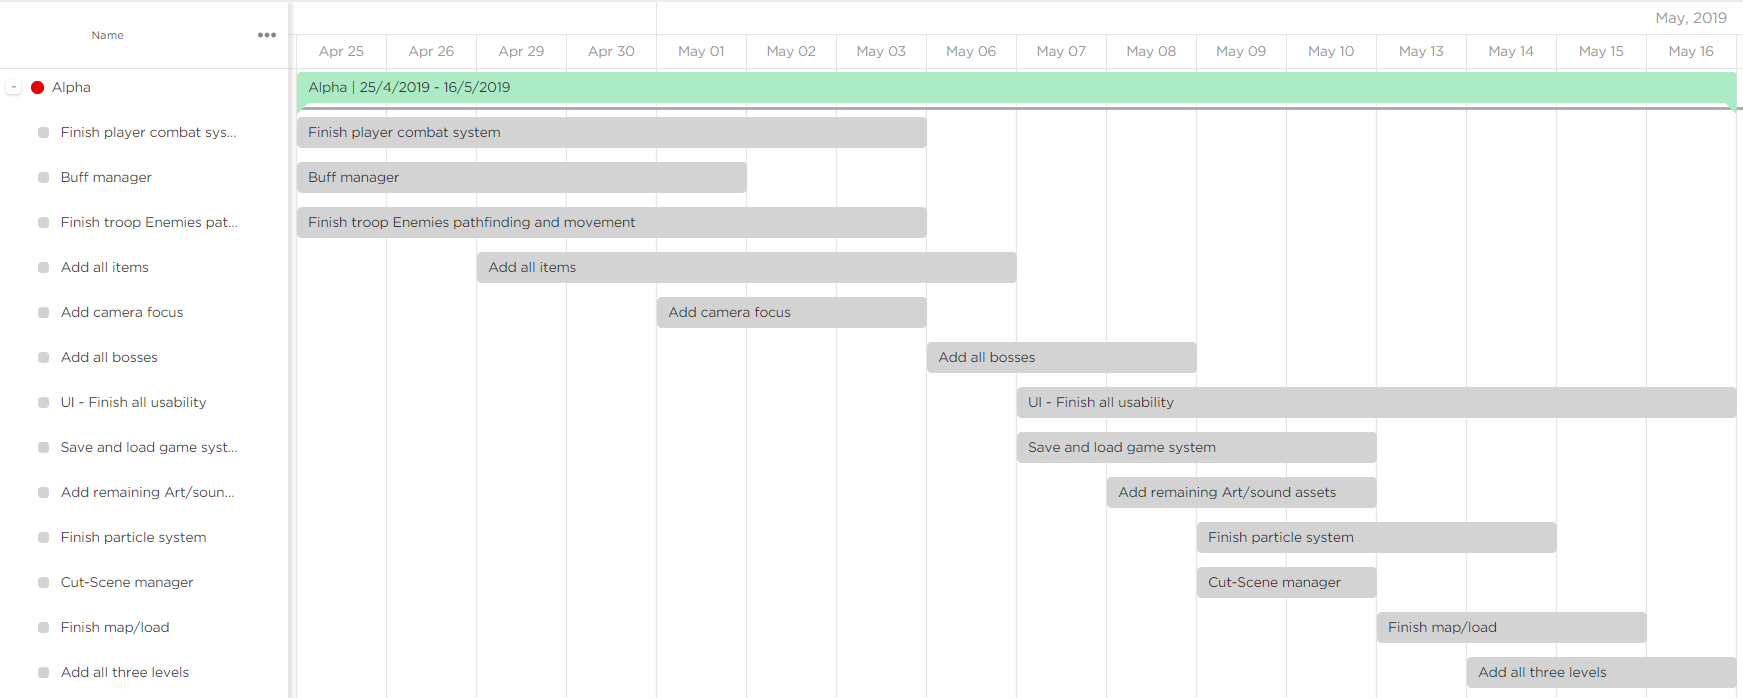 May, 2019
Name •••
Apr 25 Apr 26 Apr 29 Apr 30 May 01 May 02 May 03 May 06 May 07 May 08 May 09 May 10 May 13 May 14 May 15 May 16
- Alpha Alpha | 25/4/2019 - 16/5/2019
Finish player combat sys... Finish player combat system
Buff manager Buff manager
Finish troop Enemies pat... Finish troop Enemies pathfinding and movement
Add all items Add all items
Add camera focus Add camera focus
Add all bosses Add all bosses
UI - Finish all usability UI - Finish all usability
Save and load game syst... Save and load game system
Add remaining Art/soun... Add remaining Art/sound assets
Finish particle system Finish particle system
Cut-Scene manager Cut-Scene manager
Finish map/load Finish map/load
Add all three levels Add all three levels